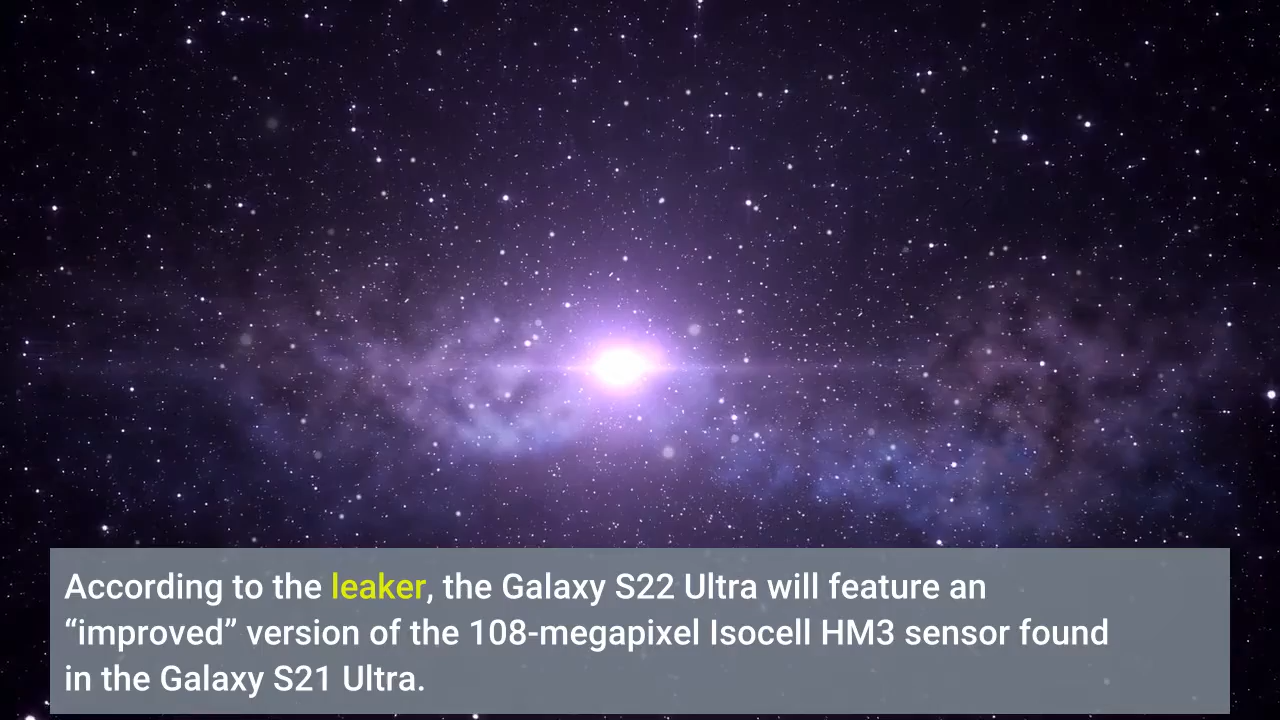 According to the leaker, the Galaxy S22 Ultra will feature an
“improved” version of the 108-megapixel Isocell HM3 sensor found
in the Galaxy S21 Ultra.